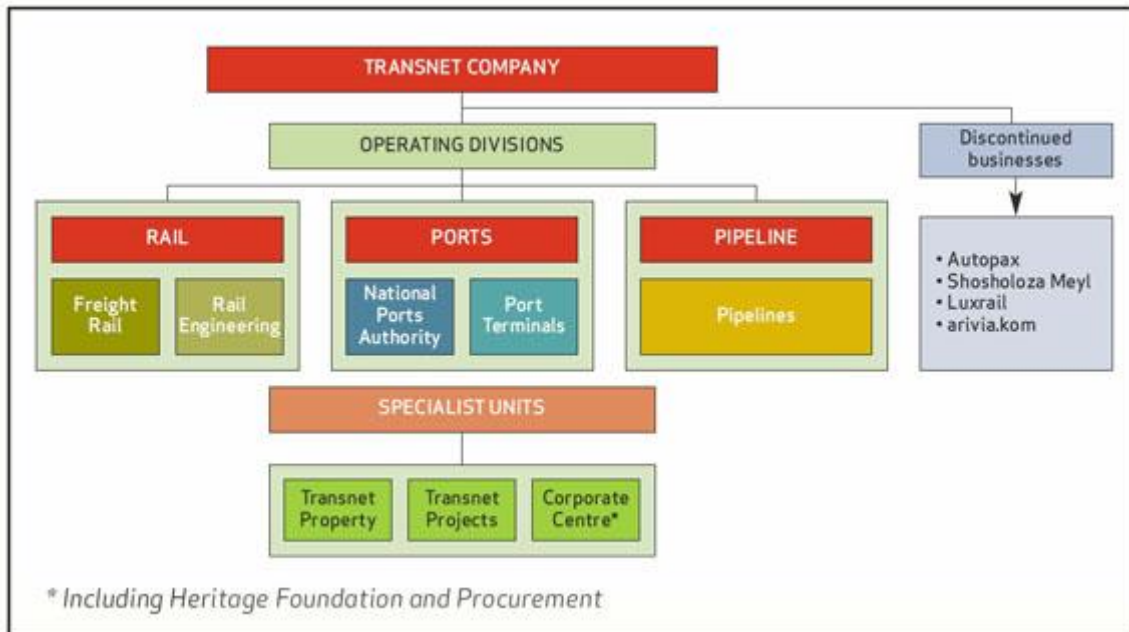 TRANSNET COMPANY
OPERATING DIVISIONS
Discontinued
businesses
RAIL
Freight
Rail
Rail
Engineering
PORTS
National
Ports
Authority
Port
Terminals
PIPELINE
Pipelines
• Autopax
• Shosholoza Meyl
• Luxrail
• arivia.kom
SPECIALIST UNITS
Transnet
Property
Transnet
Projects
Corporate
Centre*
* Including Heritage Foundation and Procurement